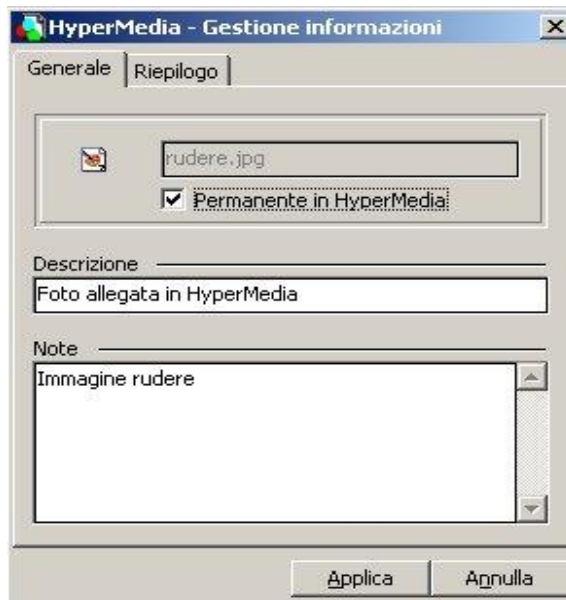 HyperMedia - Gestione informazioni
Generale Riepilogo
rudere.jpg
Permanente in HyperMedia
Descrizione
Foto allegata in HyperMedia
Note
Immagine rudere
Applica Annulla